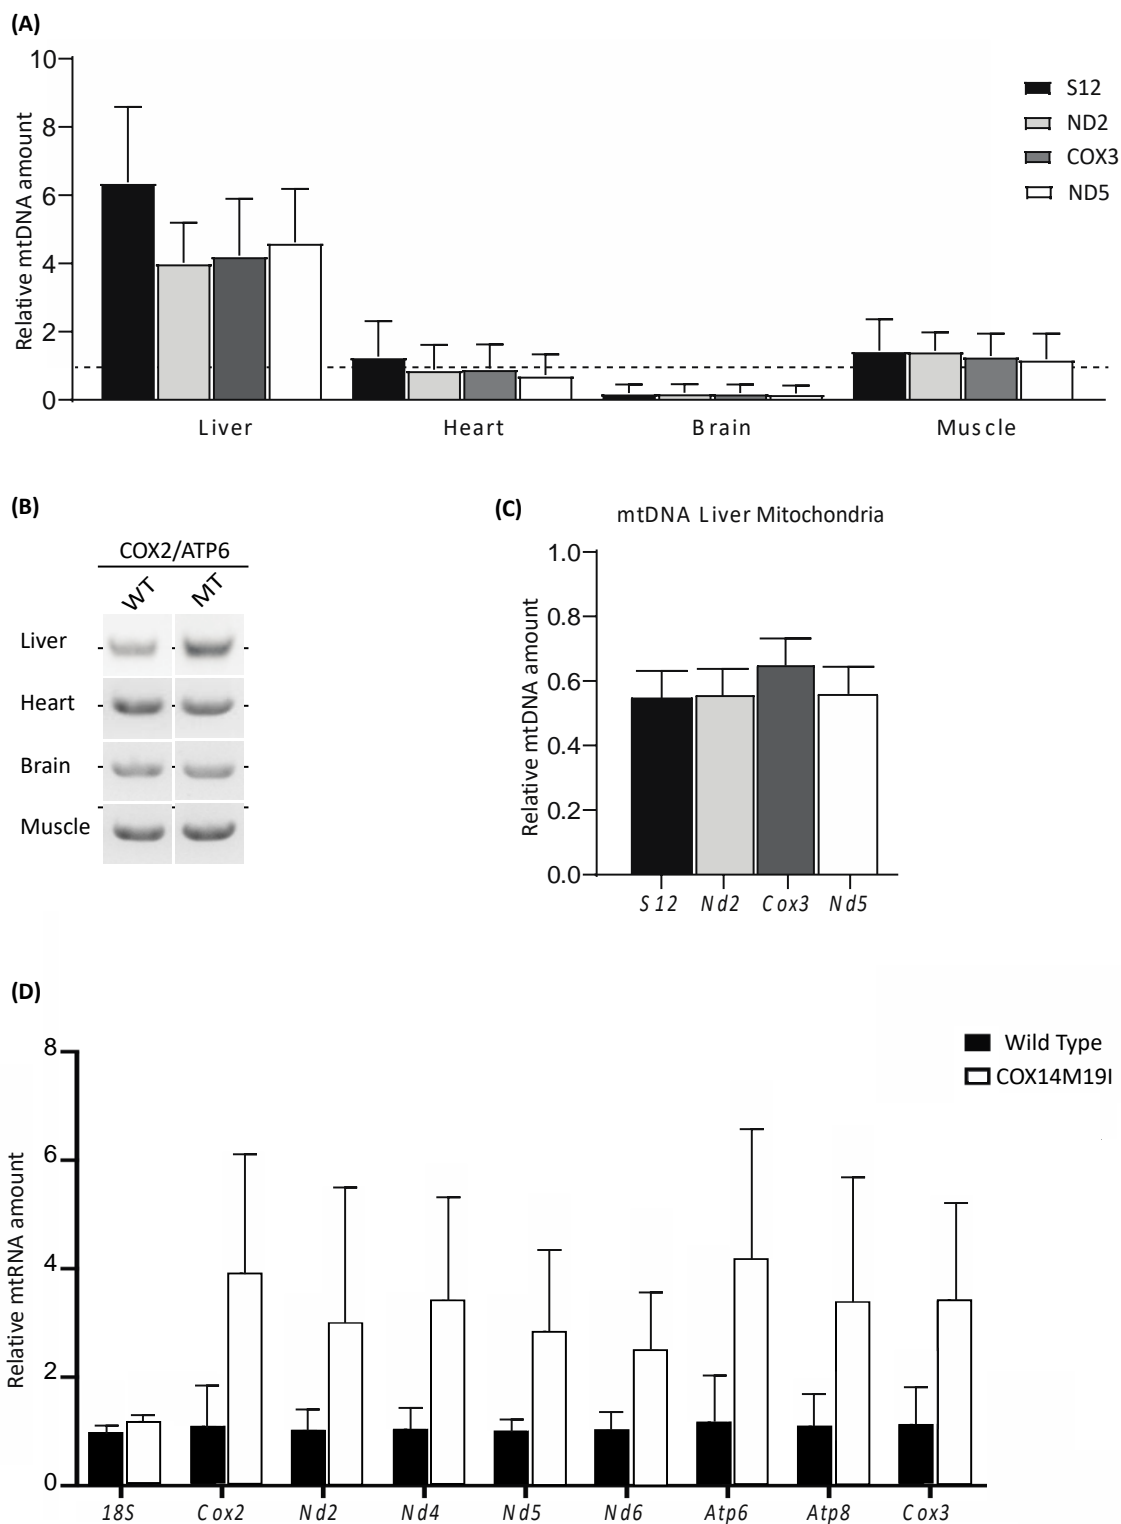 (A)
10
8
6
4
2
0
Relative mtDNA amount
S12
ND2
COX3
ND5
Liver Heart Brain Muscle
(B)
COX2/ATP6
WT MT
Liver
Heart
Brain
Muscle
(C)
mtDNA Liver Mitochondria
1.0
0.8
0.6
0.4
0.2
0.0
Relative mtDNA amount
S12 Nd2 Cox3 Nd5
(D)
8
6
4
2
0
Relative mtRNA amount
Wild Type
COX14M19I
18S Cox2 Nd2 Nd4 Nd5 Nd6 Atp6 Atp8 Cox3